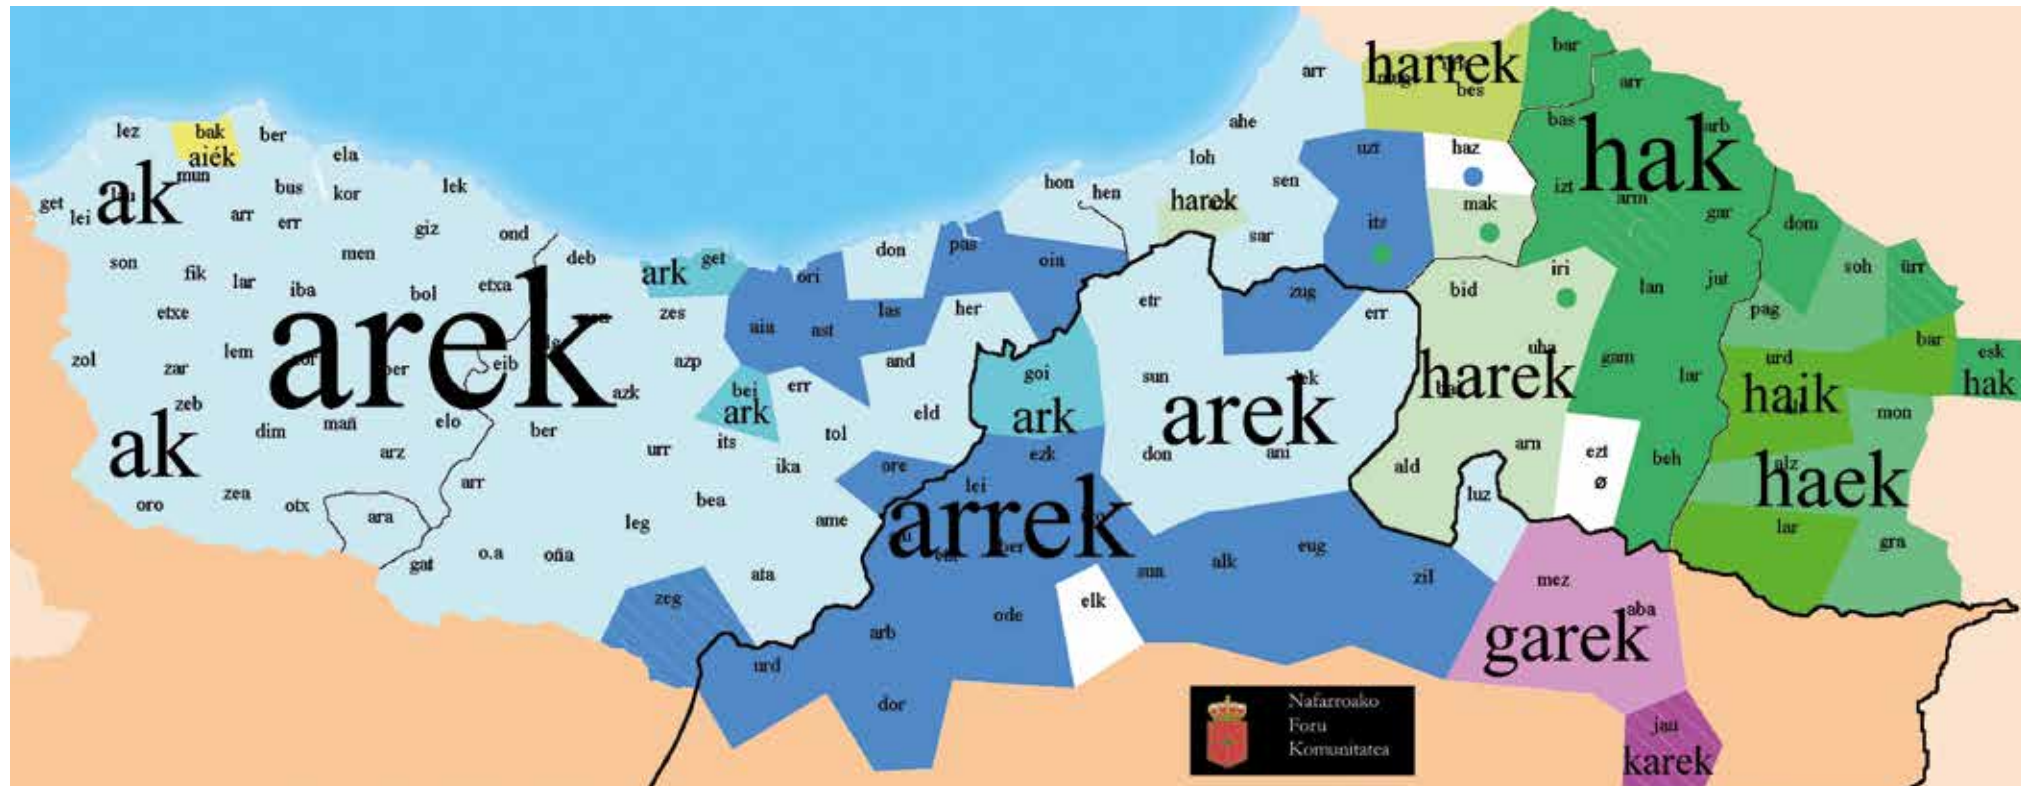 bar
harrek
arr
bes
arr
bas
arb
ahe
lez
bak
ber
hak
uzt
haz
aiék
ela
loh
mun
sen
izt
bus
kor
lek
hon
hen
harek
mak
arm
gar
get
lei
ak
arr
err
giz
ond
its
dom
sar
pas
don
men
deb
ark
get
oin
son
fik
lar
iba
bol
etxa
ori
iri
soh
ürr
bid
lan
jut
etr
zug
err
etxe
zes
aia
ast
las
her
pag
bar
zol
zar
lem
arek
eib
azp
and
goi
sun
uha
gam
urd
esk
hak
lar
zeb
azk
bei
ark
err
eld
ark
arek
harek
haik
mon
dim
mañ
arz
elo
ber
urr
its
tol
ak
ika
ore
ezk
don
ani
ald
arn
ezt
ø
beh
haek
oro
zea
otx
ara
arr
leg
bea
ame
lei
arrek
luz
lar
gra
gat
o.a
oña
ata
alk
eug
zil
zeg
elk
mez
aba
garek
arb
ode
urd
dor
Nafarroako
Foru
Komunitatea
jau
karek